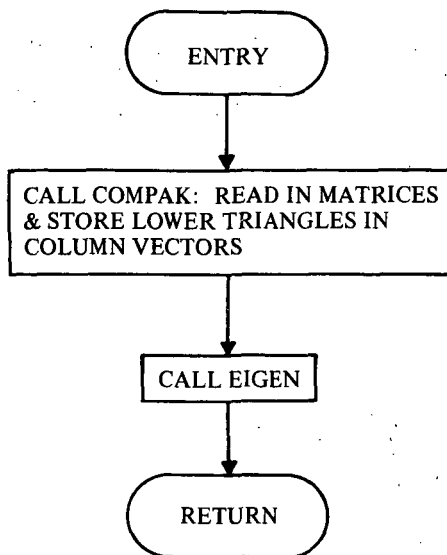 ENTRY
CALL COMPAK: READ IN MATRICES
& STORE LOWER TRIANGLES IN
COLUMN VECTORS
CALL EIGEN
RETURN